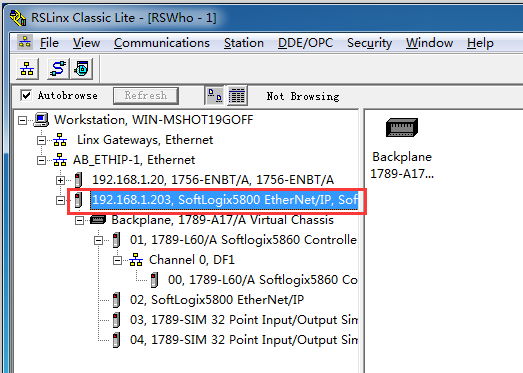 RSLinx Classic Lite - [RSWho - 1]
File View Communications Station DDE/OPC Security Window Help
Autobrowse Refresh Not Browsing
Workstation, WIN-MSHOT19GOFF
Linx Gateways, Ethernet
AB_ETHIP-1, Ethernet
192.168.1.20, 1756-ENBT/A, 1756-ENBT/A
192.168.1.203, SoftLogix5800 EtherNet/IP, Sof
Backplane, 1789-A17/A Virtual Chassis
01, 1789-L60/A Softlogix5860 Controlle
Channel 0, DF1
00, 1789-L60/A Softlogix5860 Co
02, SoftLogix5800 EtherNet/IP
03, 1789-SIM 32 Point Input/Output Sim
04, 1789-SIM 32 Point Input/Output Sim
Backplane
1789-A17...